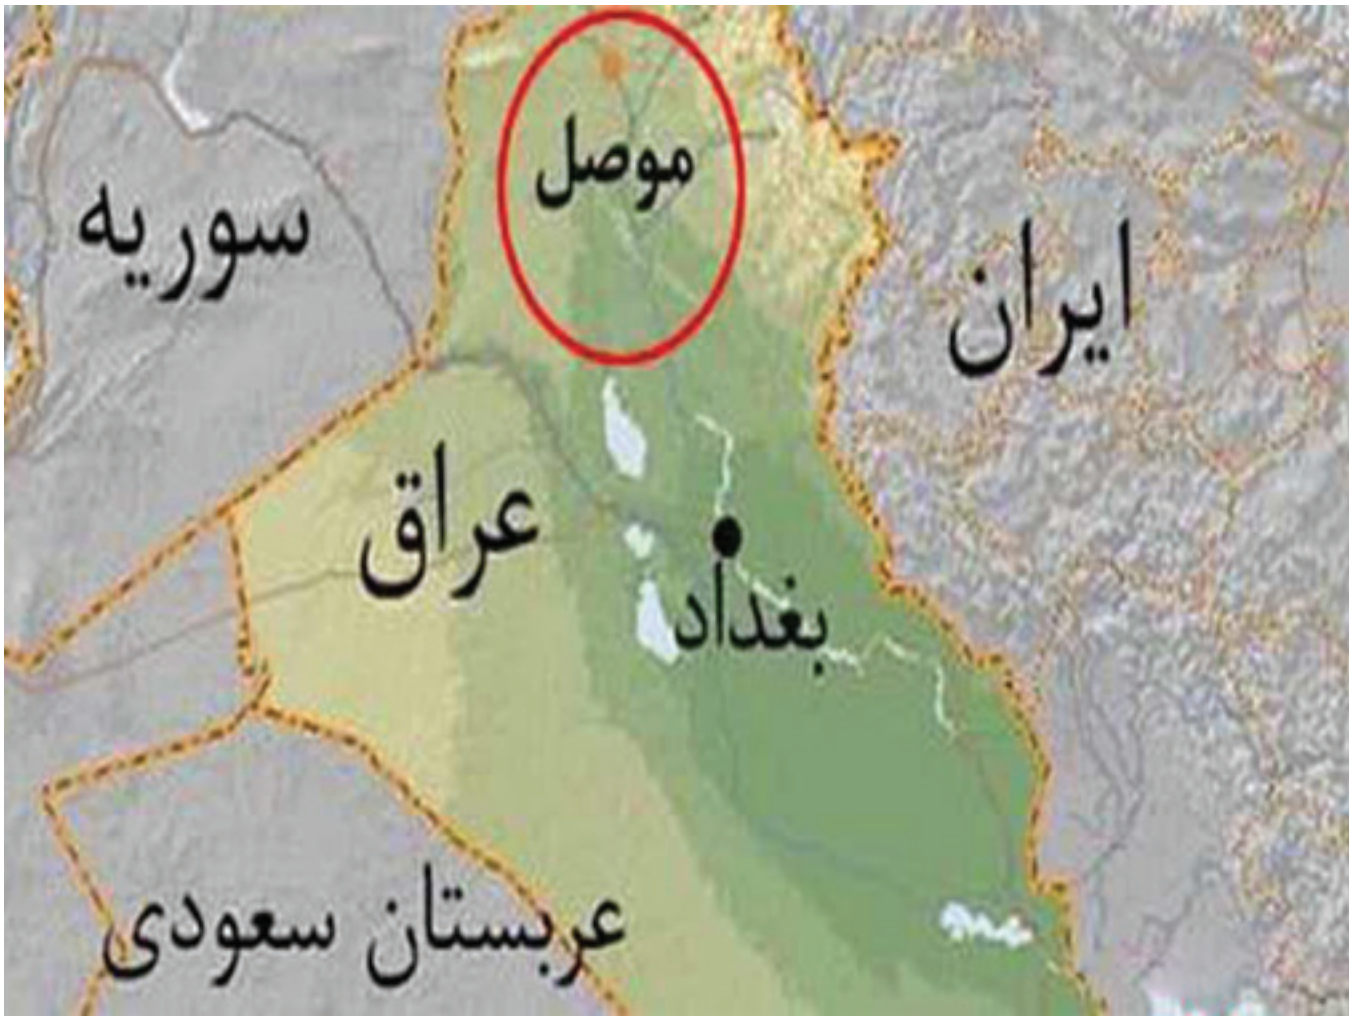 موصل
سوریه
ایران
عراق
بغداد
عربستان سعودی